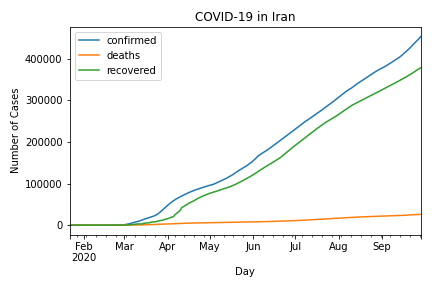 COVID-19 in Iran
confirmed
deaths
recovered
Number of Cases
400000
300000
200000
100000
0
Feb Mar Apr May Jun Jul Aug Sep
2020
Day